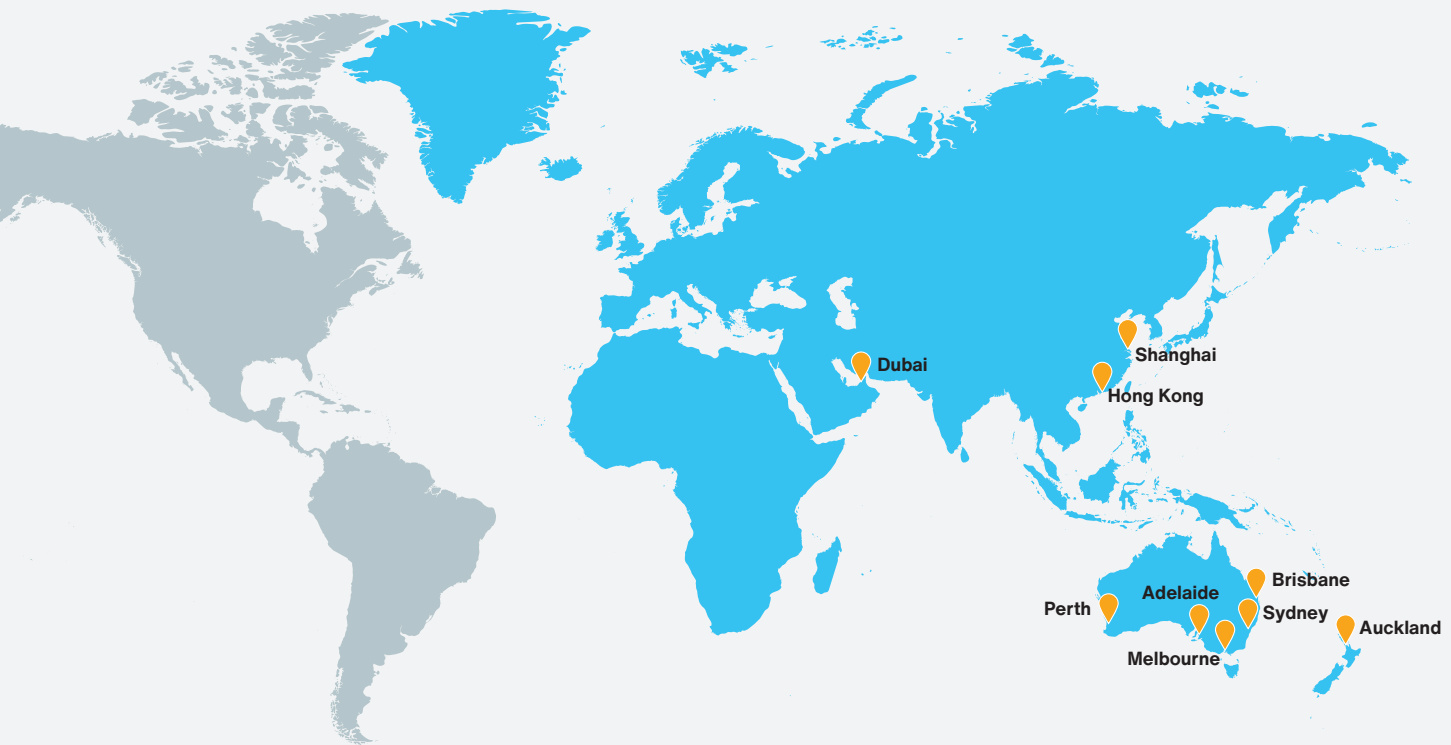 Shanghai
Dubai
Hong Kong
Brisbane
Adelaide
Perth
Sydney
Auckland
Melbourne